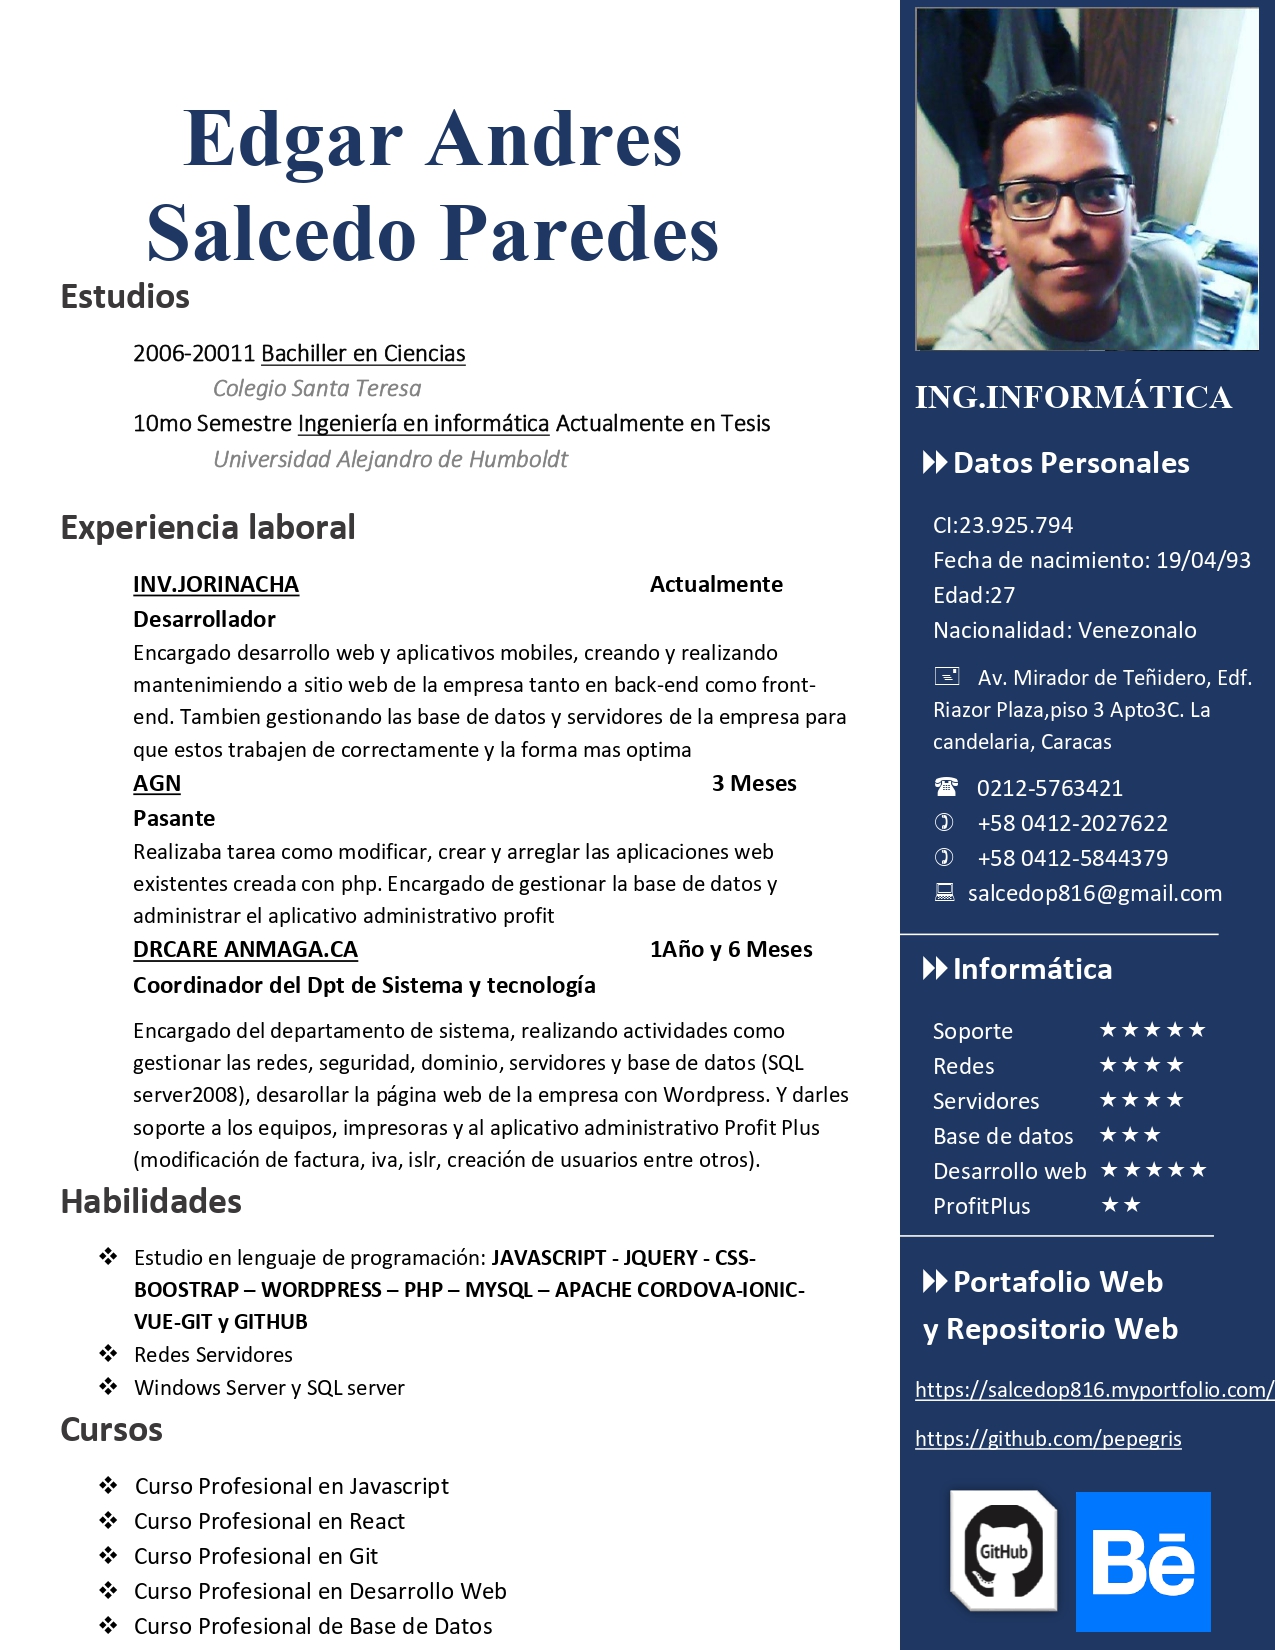 Edgar Andres
Salcedo Paredes
Estudios
2006-20011 Bachiller en Ciencias
Colegio Santa Teresa
10mo Semestre Ingeniería en informática Actualmente en Tesis
Universidad Alejandro de Humboldt
Experiencia laboral
INV.JORINACHA Actualmente
Desarrollador
Encargado desarrollo web y aplicativos mobiles, creando y realizando
mantenimiendo a sitio web de la empresa tanto en back-end como front-
end. Tambien gestionando las base de datos y servidores de la empresa para
que estos trabajen de correctamente y la forma mas optima
AGN 3 Meses
Pasante
Realizaba tarea como modificar, crear y arreglar las aplicaciones web
existentes creada con php. Encargado de gestionar la base de datos y
administrar el aplicativo administrativo profit
DRCARE ANMAGA.CA 1Año y 6 Meses
Coordinador del Dpt de Sistema y tecnología
Encargado del departamento de sistema, realizando actividades como
gestionar las redes, seguridad, dominio, servidores y base de datos (SQL
server2008), desarollar la página web de la empresa con Wordpress. Y darles
soporte a los equipos, impresoras y al aplicativo administrativo Profit Plus
(modificación de factura, iva, islr, creación de usuarios entre otros).
Habilidades
❖ Estudio en lenguaje de programación: JAVASCRIPT - JQUERY - CSS-
BOOSTRAP – WORDPRESS – PHP – MYSQL – APACHE CORDOVA-IONIC-
VUE-GIT y GITHUB
❖ Redes Servidores
❖ Windows Server y SQL server
Cursos
❖ Curso Profesional en Javascript
❖ Curso Profesional en React
❖ Curso Profesional en Git
❖ Curso Profesional en Desarrollo Web
❖ Curso Profesional de Base de Datos
ING.INFORMÁTICA
Datos Personales
CI:23.925.794
Fecha de nacimiento: 19/04/93
Edad:27
Nacionalidad: Venezonalo
Av. Mirador de Teñidero, Edf.
Riazor Plaza,piso 3 Apto3C. La
candelaria, Caracas
0212-5763421
+58 0412-2027622
+58 0412-5844379
salcedop816@gmail.com
Informática
Soporte ★★★★★
Redes ★★★★
Servidores ★★★★
Base de datos ★★★
Desarrollo web ★★★★★
ProfitPlus ★★
Portafolio Web
y Repositorio Web
https://salcedop816.myportfolio.com/
https://github.com/pepegris
GitHub
Bē